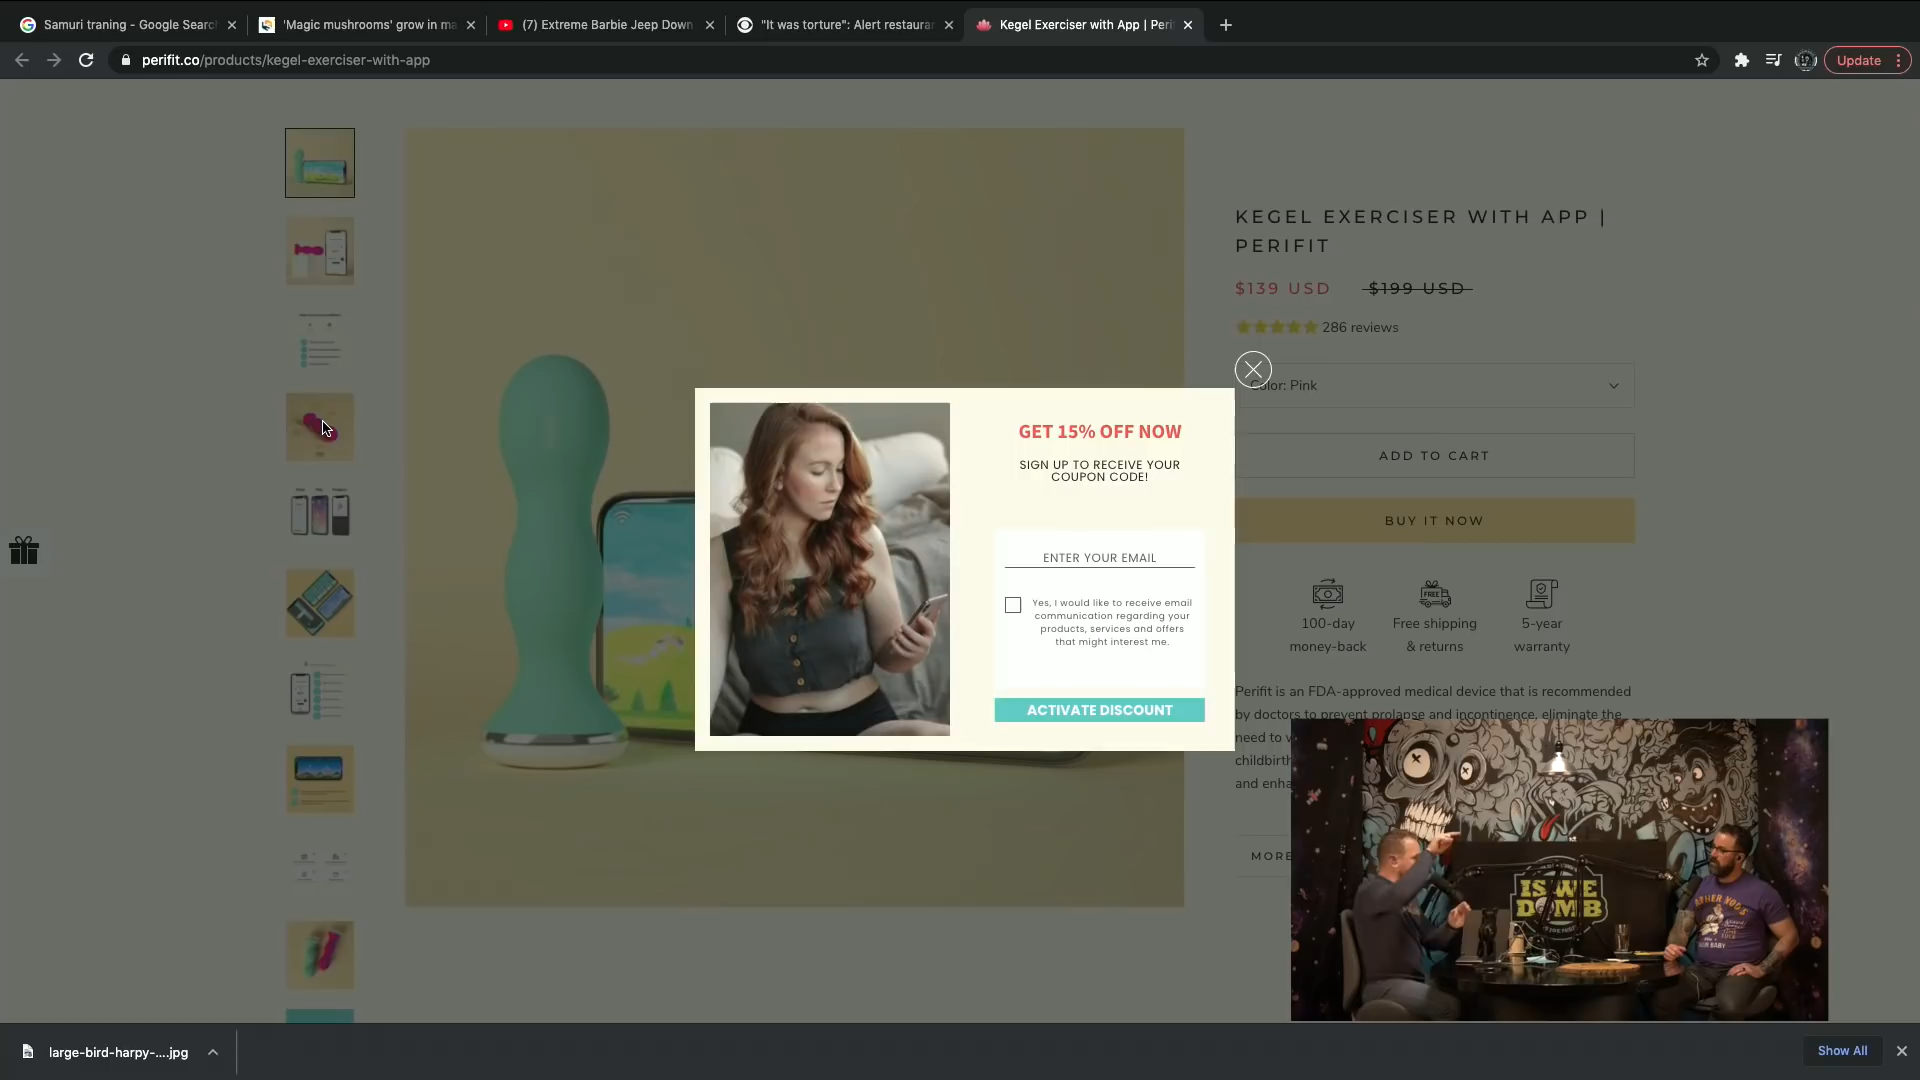 Samuri traning - Google Searc
'Magic mushrooms' grow in ma
(7) Extreme Barbie Jeep Down
"It was torture": Alert restaurar
Kegel Exerciser with App | Peri
perifit.co/products/kegel-exerciser-with-app
Update
KEGEL EXERCISER WITH APP |
PERIFIT
$139 USD $199 USD
286 reviews
Color: Pink
ADD TO CART
BUY IT NOW
100-day
money-back
Free shipping
& returns
5-year
warranty
Perifit is an FDA-approved medical device that is recommended
by doctors to prevent prolapse and incontinence, eliminate the
need to
childbirth
and enha
MORE
GET 15% OFF NOW
SIGN UP TO RECEIVE YOUR
COUPON CODE!
ENTER YOUR EMAIL
Yes, I would like to receive email
communication regarding your
products, services and offers
that might interest me.
ACTIVATE DISCOUNT
IS WE
DUMB
large-bird-harpy-....jpg
Show All